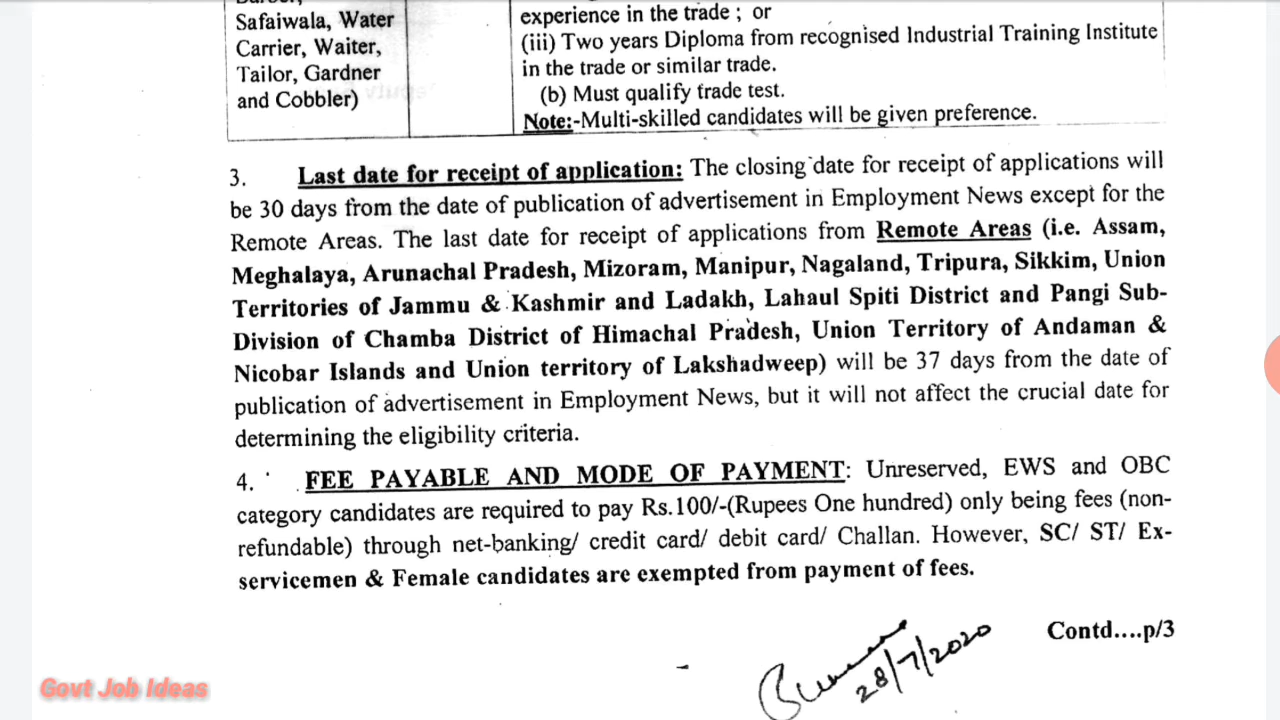 Safaiwala, Water
Carrier, Waiter,
Tailor, Gardner
and Cobbler)
experience in the trade ; or
(iii) Two years Diploma from recognised Industrial Training Institute
in the trade or similar trade.
(b) Must qualify trade test.
Note:-Multi-skilled candidates will be given preference.
3. Last date for receipt of application: The closing date for receipt of applications will
be 30 days from the date of publication of advertisement in Employment News except for the
Remote Areas. The last date for receipt of applications from Remote Areas (i.e. Assam,
Meghalaya, Arunachal Pradesh, Mizoram, Manipur, Nagaland, Tripura, Sikkim, Union
Territories of Jammu & Kashmir and Ladakh, Lahaul Spiti District and Pangi Sub-
Division of Chamba District of Himachal Pradesh, Union Territory of Andaman &
Nicobar Islands and Union territory of Lakshadweep) will be 37 days from the date of
publication of advertisement in Employment News, but it will not affect the crucial date for
determining the eligibility criteria.
4. FEE PAYABLE AND MODE OF PAYMENT: Unreserved, EWS and OBC
category candidates are required to pay Rs.100/-(Rupees One hundred) only being fees (non-
refundable) through net-banking/ credit card/ debit card/ Challan. However, SC/ ST/ Ex-
servicemen & Female candidates are exempted from payment of fees.
Contd....p/3
28/7/2020
Govt Job Ideas